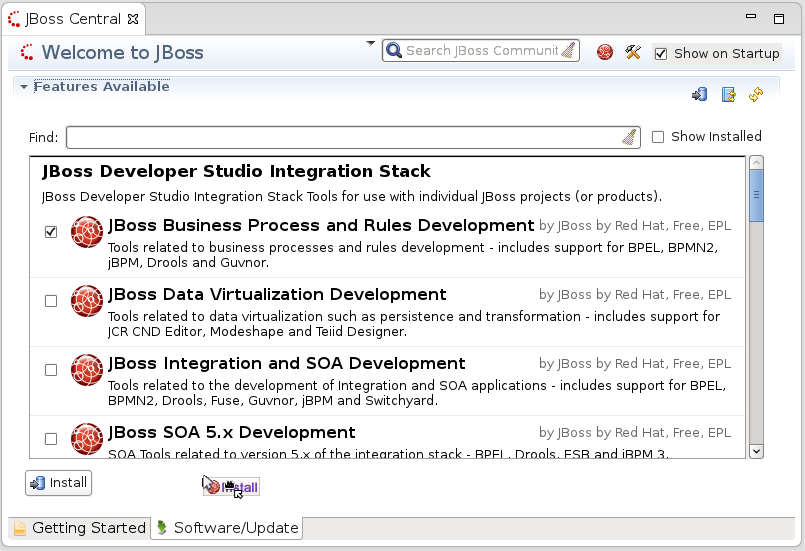 JBoss Central
Welcome to JBoss
Search JBoss Communit
Show on Startup
Features Available
Find:
Show Installed
JBoss Developer Studio Integration Stack
JBoss Developer Studio Integration Stack Tools for use with individual JBoss projects (or products).
JBoss Business Process and Rules Development by JBoss by Red Hat, Free, EPL
Tools related to business processes and rules development - includes support for BPEL, BPMN2,
jBPM, Drools and Guvnor.
JBoss Data Virtualization Development by JBoss by Red Hat, Free, EPL
Tools related to data virtualization such as persistence and transformation - includes support for
JCR CND Editor, Modeshape and Teiid Designer.
JBoss Integration and SOA Development by JBoss by Red Hat, Free, EPL
Tools related to the development of Integration and SOA applications - includes support for BPEL,
BPMN2, Drools, Fuse, Guvnor, jBPM and Switchyard.
JBoss SOA 5.x Development by JBoss by Red Hat, Free, EPL
SOA Tools related to version 5.x of the integration stack - BPEL, Drools, ESB and jBPM 3.
Install
Install
Getting Started
Software/Update